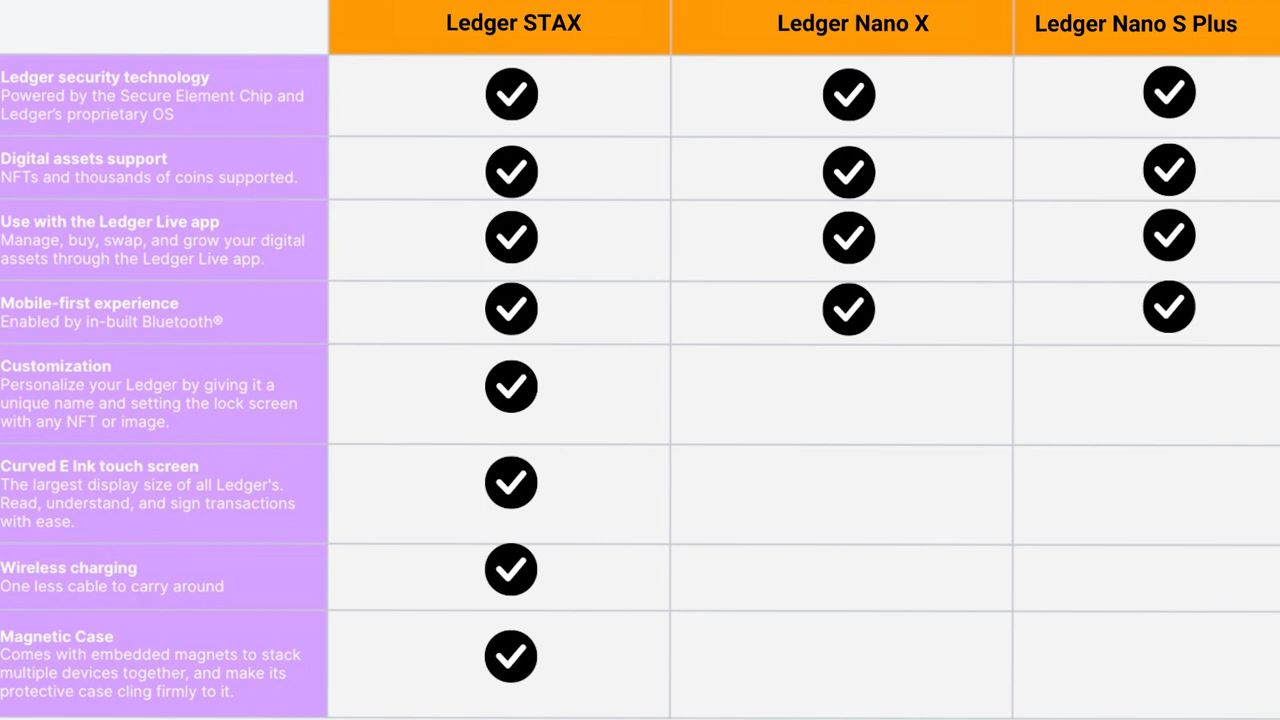 Ledger STAX
Ledger Nano X
Ledger Nano S Plus
Ledger security technology
Powered by the Secure Element Chip and
Ledger's proprietary OS
Digital assets support
NFTs and thousands of coins supported.
Use with the Ledger Live app
Manage, buy, swap, and grow your digital
assets through the Ledger Live app.
Mobile-first experience
Enabled by in-built Bluetooth®
Customization
Personalize your Ledger by giving it a
unique name and setting the lock screen
with any NFT or image.
Curved E Ink touch screen
The largest display size of all Ledger's.
Read, understand, and sign transactions
with ease.
Wireless charging
One less cable to carry around
Magnetic Case
Comes with embedded magnets to stack
multiple devices together, and make its
protective case cling firmly to it.